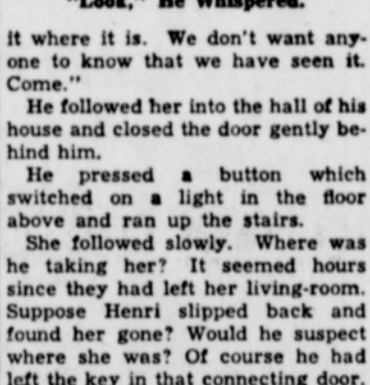 "Look," He Whispered.
it where it is. We don't want any-
one to know that we have seen it.
Come."
He followed her into the hall of his
house and closed the door gently be-
hind him.
He pressed a button which
switched on a light in the floor
above and ran up the stairs.
She followed slowly. Where was
he taking her? It seemed hours
since they had left her living-room.
Suppose Henri slipped back and
found her gone? Would he suspect
where she was? Of course he had
left the key in that connecting door.